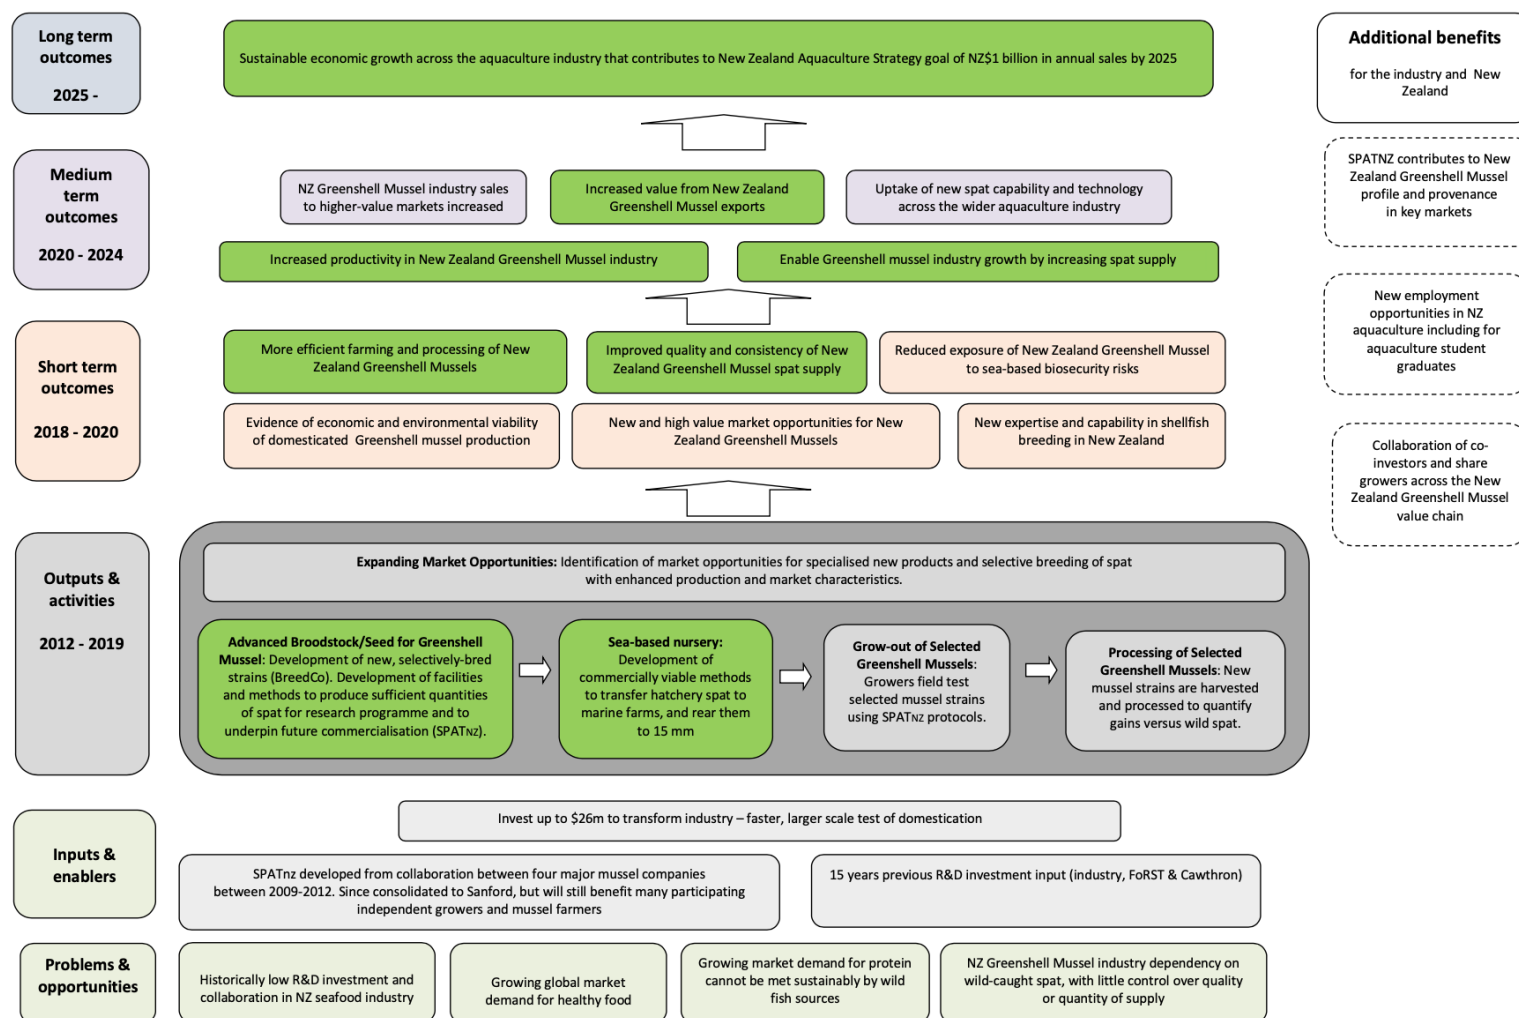 Long term
outcomes
2025 -
Sustainable economic growth across the aquaculture industry that contributes to New Zealand Aquaculture Strategy goal of NZ$1 billion in annual sales by 2025
Additional benefits
for the industry and New
Zealand
Medium
term
outcomes
2020 - 2024
NZ Greenshell Mussel industry sales
to higher-value markets increased
Increased value from New Zealand
Greenshell Mussel exports
Uptake of new spat capability and technology
across the wider aquaculture industry
Increased productivity in New Zealand Greenshell Mussel industry
Enable Greenshell mussel industry growth by increasing spat supply
SPATNZ contributes to New
Zealand Greenshell Mussel
profile and provenance
in key markets
New employment
opportunities in NZ
aquaculture including for
aquaculture student
graduates
Collaboration of co-
investors and share
growers across the New
Zealand Greenshell Mussel
value chain
Short term
outcomes
2018 - 2020
More efficient farming and processing of New
Zealand Greenshell Mussels
Improved quality and consistency of New
Zealand Greenshell Mussel spat supply
Reduced exposure of New Zealand Greenshell Mussel
to sea-based biosecurity risks
Evidence of economic and environmental viability
of domesticated Greenshell mussel production
New and high value market opportunities for New
Zealand Greenshell Mussels
New expertise and capability in shellfish
breeding in New Zealand
Outputs &
activities
2012 - 2019
Expanding Market Opportunities: Identification of market opportunities for specialised new products and selective breeding of spat
with enhanced production and market characteristics.
Advanced Broodstock/Seed for Greenshell
Mussel: Development of new, selectively-bred
strains (BreedCo). Development of facilities
and methods to produce sufficient quantities
of spat for research programme and to
underpin future commercialisation (SPATNZ).
Sea-based nursery:
Development of
commercially viable methods
to transfer hatchery spat to
marine farms, and rear them
to 15 mm
Grow-out of Selected
Greenshell Mussels:
Growers field test
selected mussel strains
using SPATNZ protocols.
Processing of Selected
Greenshell Mussels: New
mussel strains are harvested
and processed to quantify
gains versus wild spat.
Inputs &
enablers
Invest up to $26m to transform industry – faster, larger scale test of domestication
SPATnz developed from collaboration between four major mussel companies
between 2009-2012. Since consolidated to Sanford, but will still benefit many participating
independent growers and mussel farmers
15 years previous R&D investment input (industry, FoRST & Cawthron)
Problems &
opportunities
Historically low R&D investment and
collaboration in NZ seafood industry
Growing global market
demand for healthy food
Growing market demand for protein
cannot be met sustainably by wild
fish sources
NZ Greenshell Mussel industry dependency on
wild-caught spat, with little control over quality
or quantity of supply